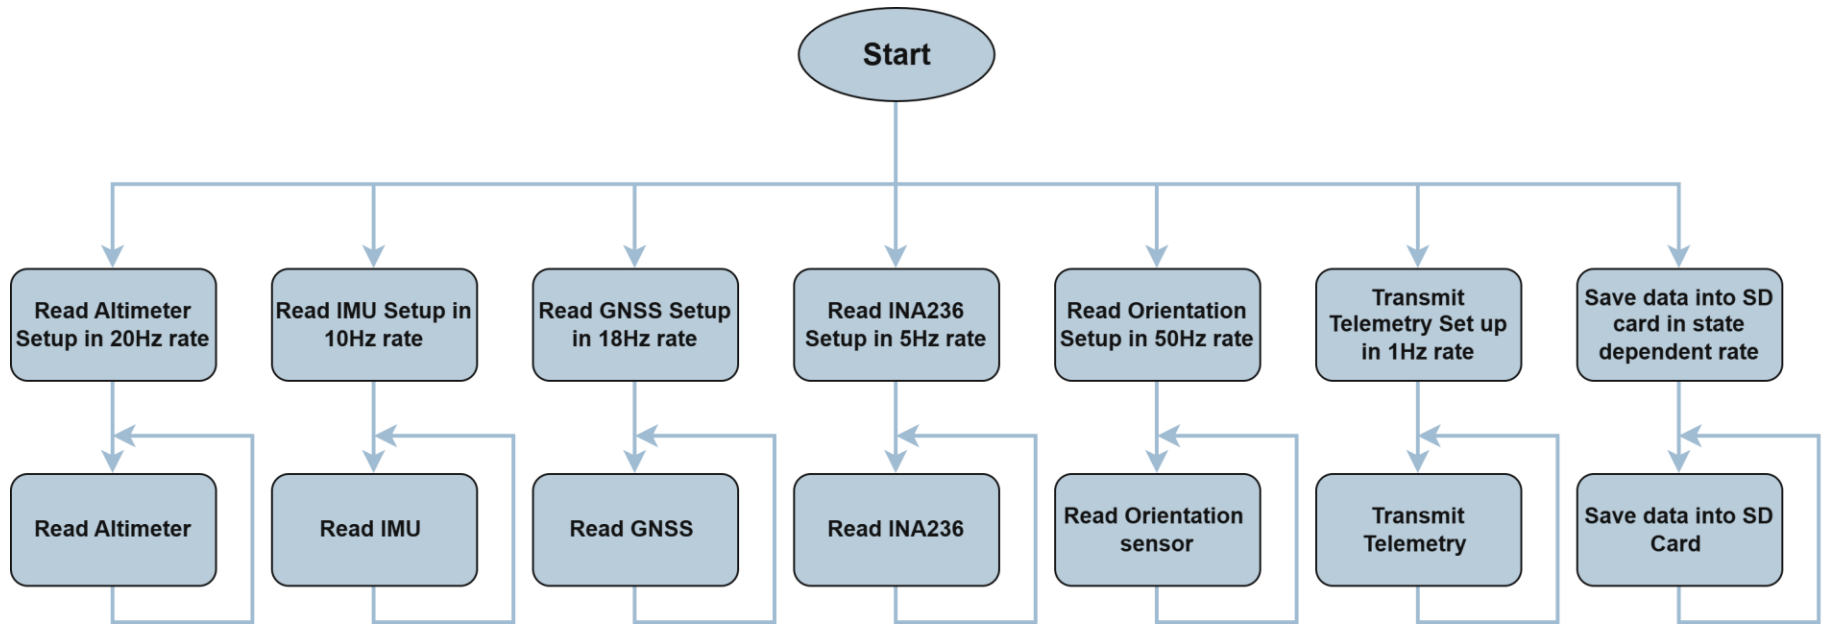 Start
Read Altimeter
Setup in 20Hz rate
Read IMU Setup in
10Hz rate
Read GNSS Setup
in 18Hz rate
Read INA236
Setup in 5Hz rate
Read Orientation
Setup in 50Hz rate
Transmit
Telemetry Set up
in 1Hz rate
Save data into SD
card in state
dependent rate
Read Altimeter
Read IMU
Read GNSS
Read INA236
Read Orientation
sensor
Transmit
Telemetry
Save data into SD
Card